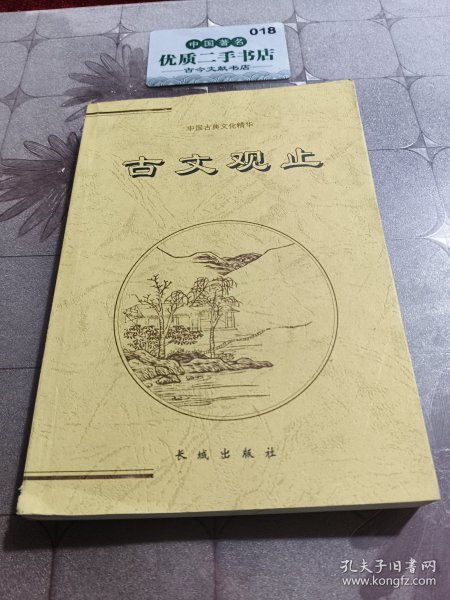 018
中国著名
优质二手书店
古今文献书店
中国古典文化精华
古文观止
长城出版社
孔夫子旧书网
www.kongfz.com